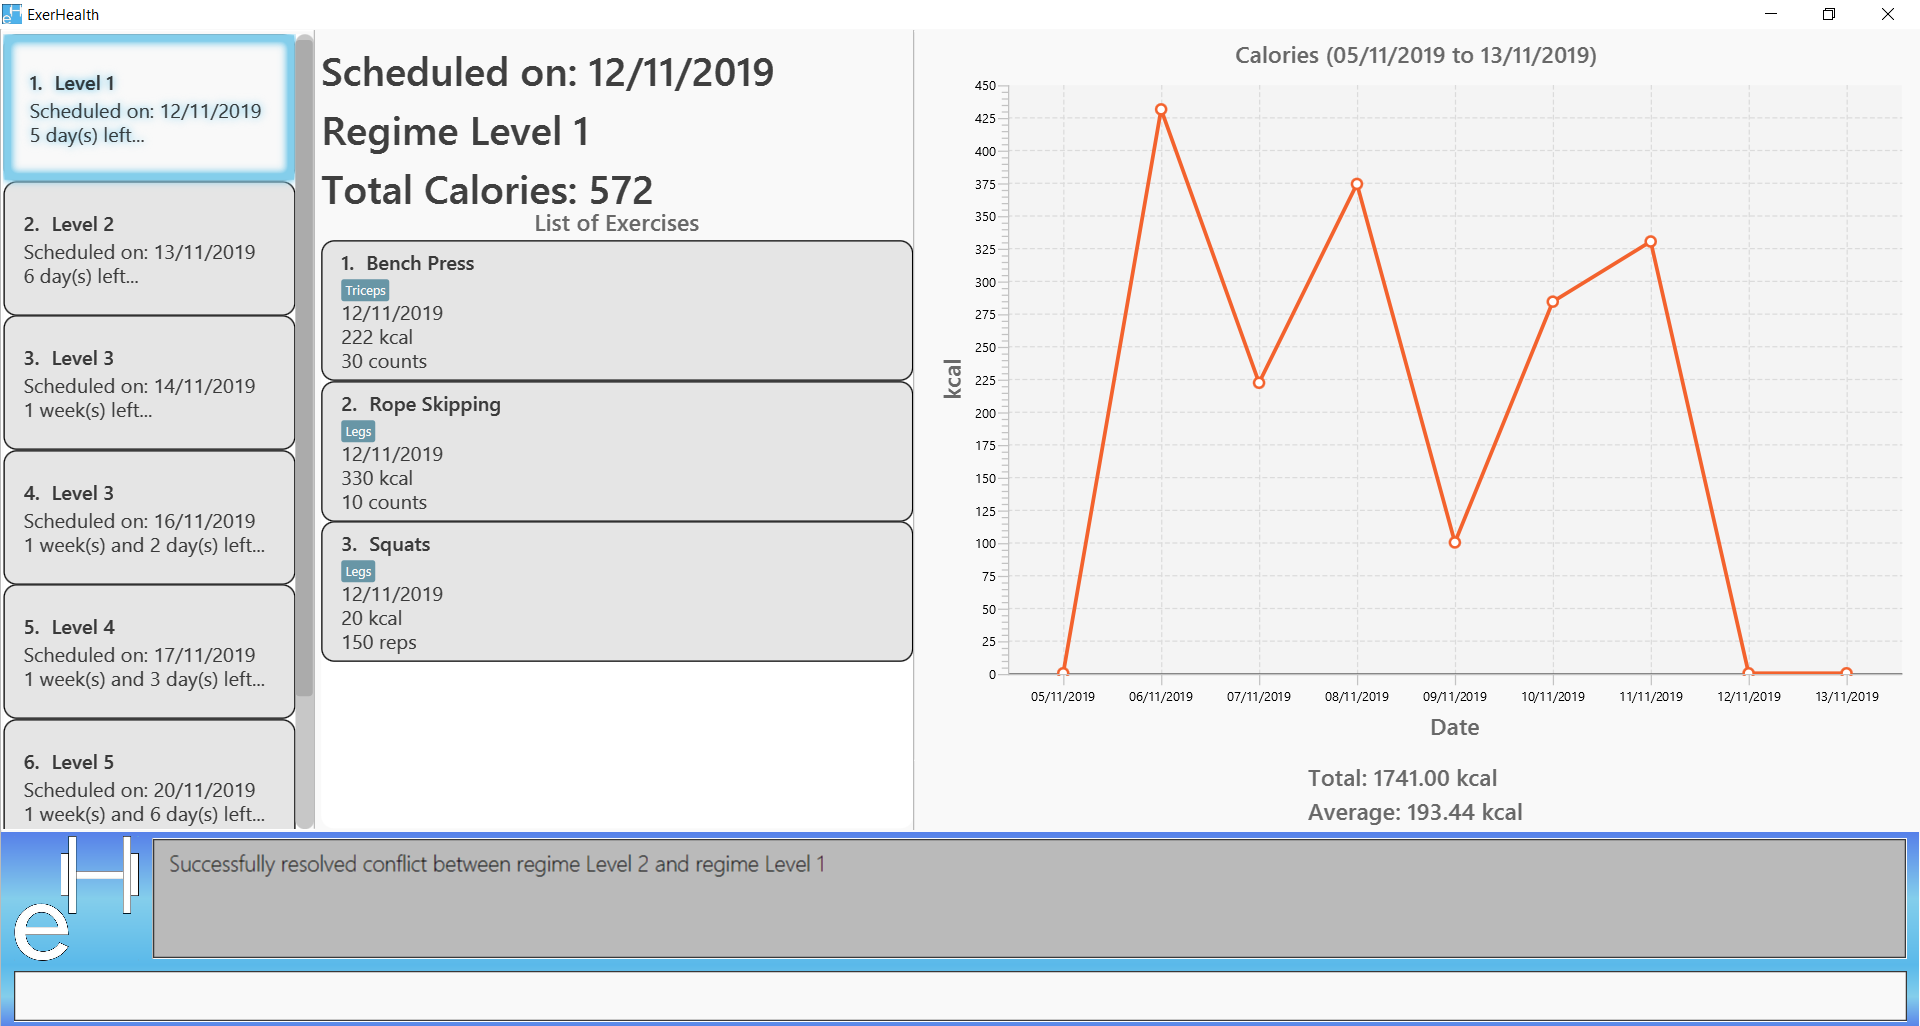 ExerHealth
1. Level 1
Scheduled on: 12/11/2019
5 day(s) left...
2. Level 2
Scheduled on: 13/11/2019
6 day(s) left...
3. Level 3
Scheduled on: 14/11/2019
1 week(s) left...
4. Level 3
Scheduled on: 16/11/2019
1 week(s) and 2 day(s) left...
5. Level 4
Scheduled on: 17/11/2019
1 week(s) and 3 day(s) left...
6. Level 5
Scheduled on: 20/11/2019
1 week(s) and 6 day(s) left...
Scheduled on: 12/11/2019
Regime Level 1
Total Calories: 572
List of Exercises
1. Bench Press
Triceps
12/11/2019
222 kcal
30 counts
2. Rope Skipping
Legs
12/11/2019
330 kcal
10 counts
3. Squats
Legs
12/11/2019
20 kcal
150 reps
Calories (05/11/2019 to 13/11/2019)
kcal
450
425
400
375
350
325
300
275
250
225
200
175
150
125
100
75
50
25
0
05/11/2019 06/11/2019 07/11/2019 08/11/2019 09/11/2019 10/11/2019 11/11/2019 12/11/2019 13/11/2019
Date
Total: 1741.00 kcal
Average: 193.44 kcal
eH
Successfully resolved conflict between regime Level 2 and regime Level 1